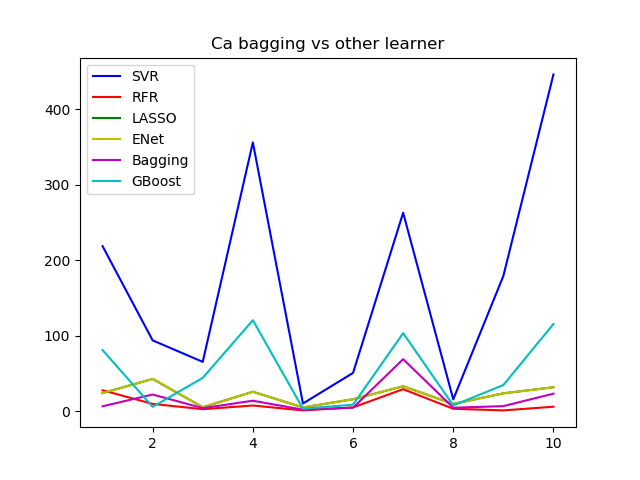 Ca bagging vs other learner
SVR
RFR
LASSO
ENet
Bagging
GBoost
400
300
200
100
0
2 4 6 8 10